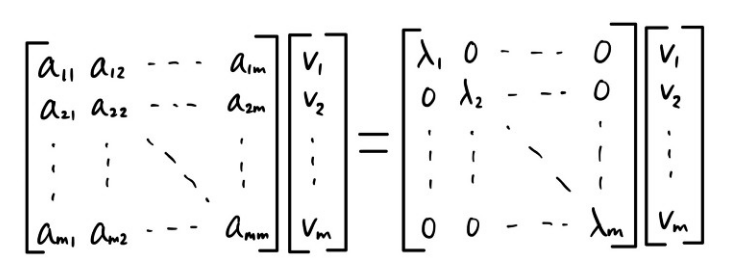 a₁₁ a₁₂ --- a₁ₘ v₁ λ₁ 0 --- 0 v₁
a₂₁ a₂₂ --- a₂ₘ v₂ = 0 λ₂ --- 0 v₂
aₘ₁ aₘ₂ --- aₘₘ vₘ 0 0 --- λₘ vₘ